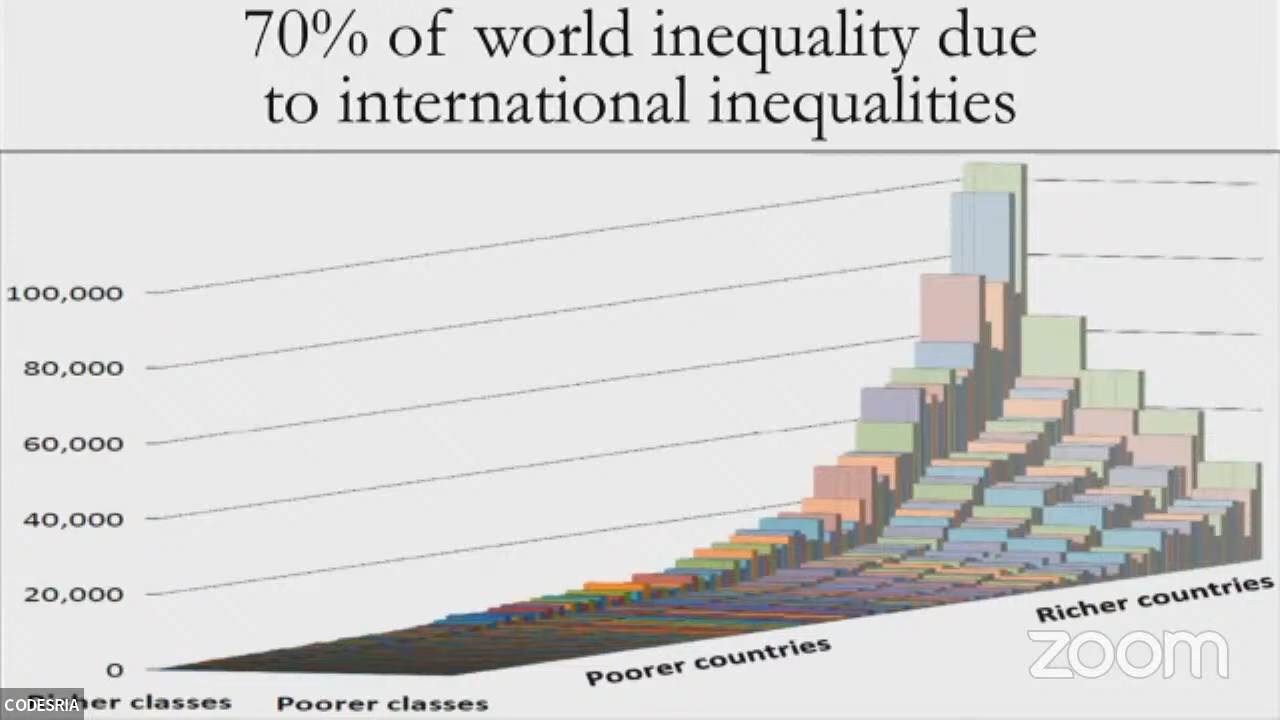 70% of world inequality due
to international inequalities
100,000
80,000
60,000
40,000
20,000
0
Richer countries
Poorer countries
zoom
classes
Poorer classes
CODESRIA